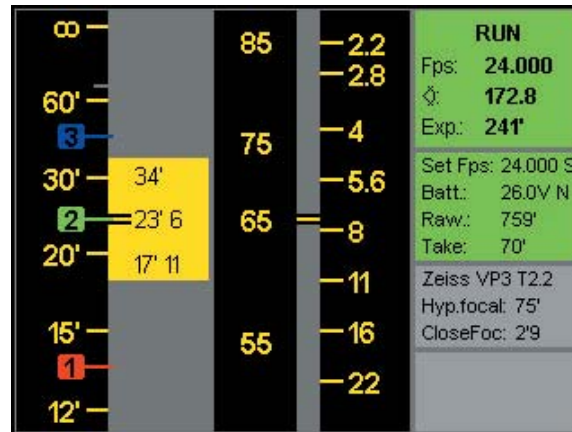 ∞
60'
3
30'
2
20'
15'
1
12'
34'
23' 6
17' 11
85
75
65
55
2.2
2.8
4
5.6
8
11
16
22
RUN
Fps: 24.000
172.8
Exp.: 241'
Set Fps: 24.000 S
Batt.: 26.0V N
Raw.: 759'
Take: 70'
Zeiss VP3 T2.2
Hyp.focal: 75'
CloseFoc: 2'9